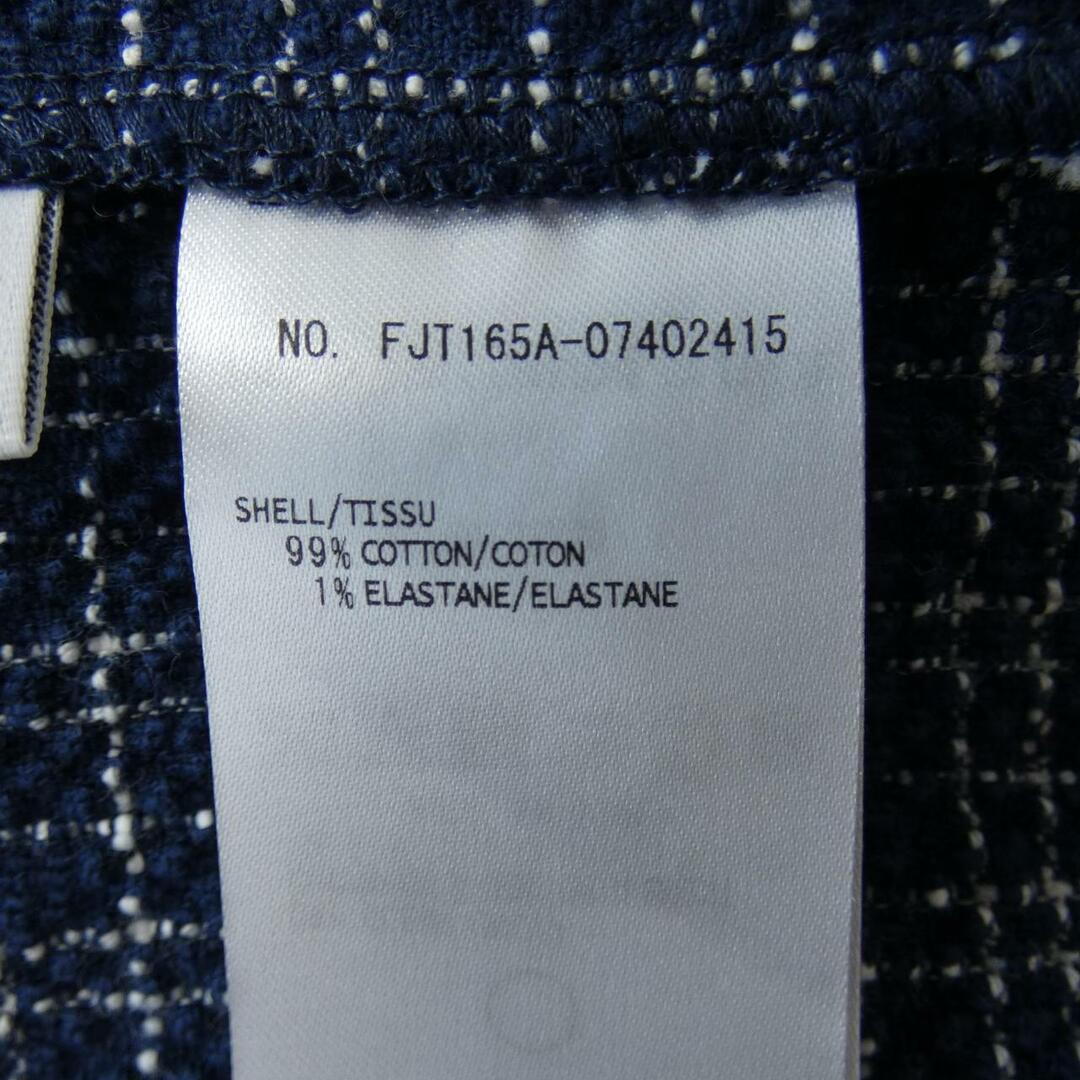 NO. FJT165A-07402415
SHELL/TISSU
99% COTTON/COTON
1% ELASTANE/ELASTANE